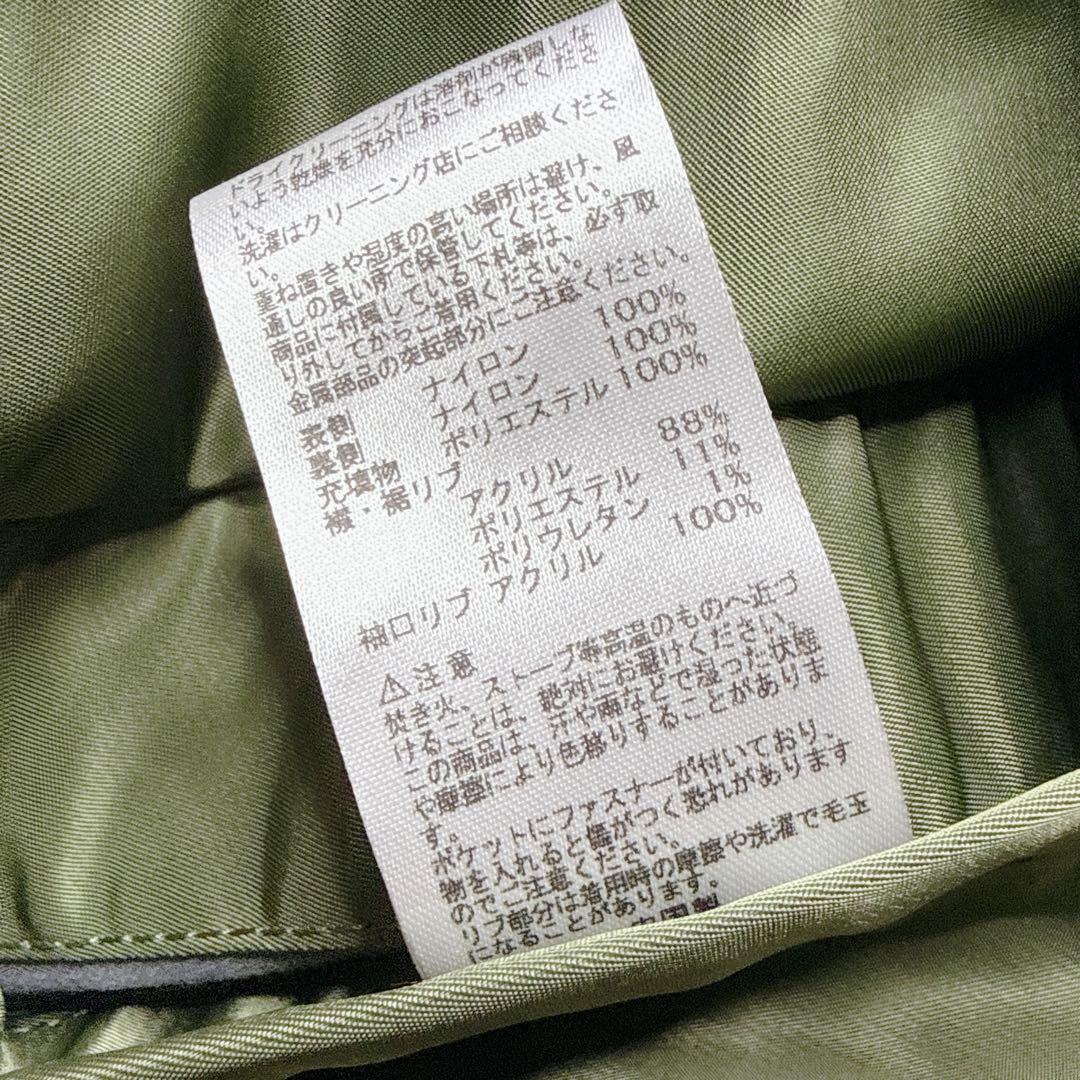 ドライクリーニングは溶剤が残留しな
いよう乾燥を充分におこなってくださ
い。
洗濯はクリーニング店にご相談くださ
い。
重ね置きや湿度の高い場所は避け、風
通しの良い所で保管してください。
商品に付属している下札等は、必ず取
り外してからご着用ください。
金属部品の突起部分にご注意ください。
表側 ナイロン 100%
裏側 ナイロン 100%
充填物 ポリエステル 100%
襟・裾リブ アクリル 88%
ポリエステル 11%
ポリウレタン 1%
袖口リブ アクリル 100%
⚠注意
焚き火、ストーブ等高温のものへ近づ
けることは、絶対にお避けください。
この商品は、汗や雨などで湿った状態
や摩擦により色移りすることがありま
す。
ポケットにファスナーが付いており、
物を入れると傷がつく恐れがあります
のでご注意ください。
リブ部分は着用時の摩擦や洗濯で毛玉
になることがあります。
中国製